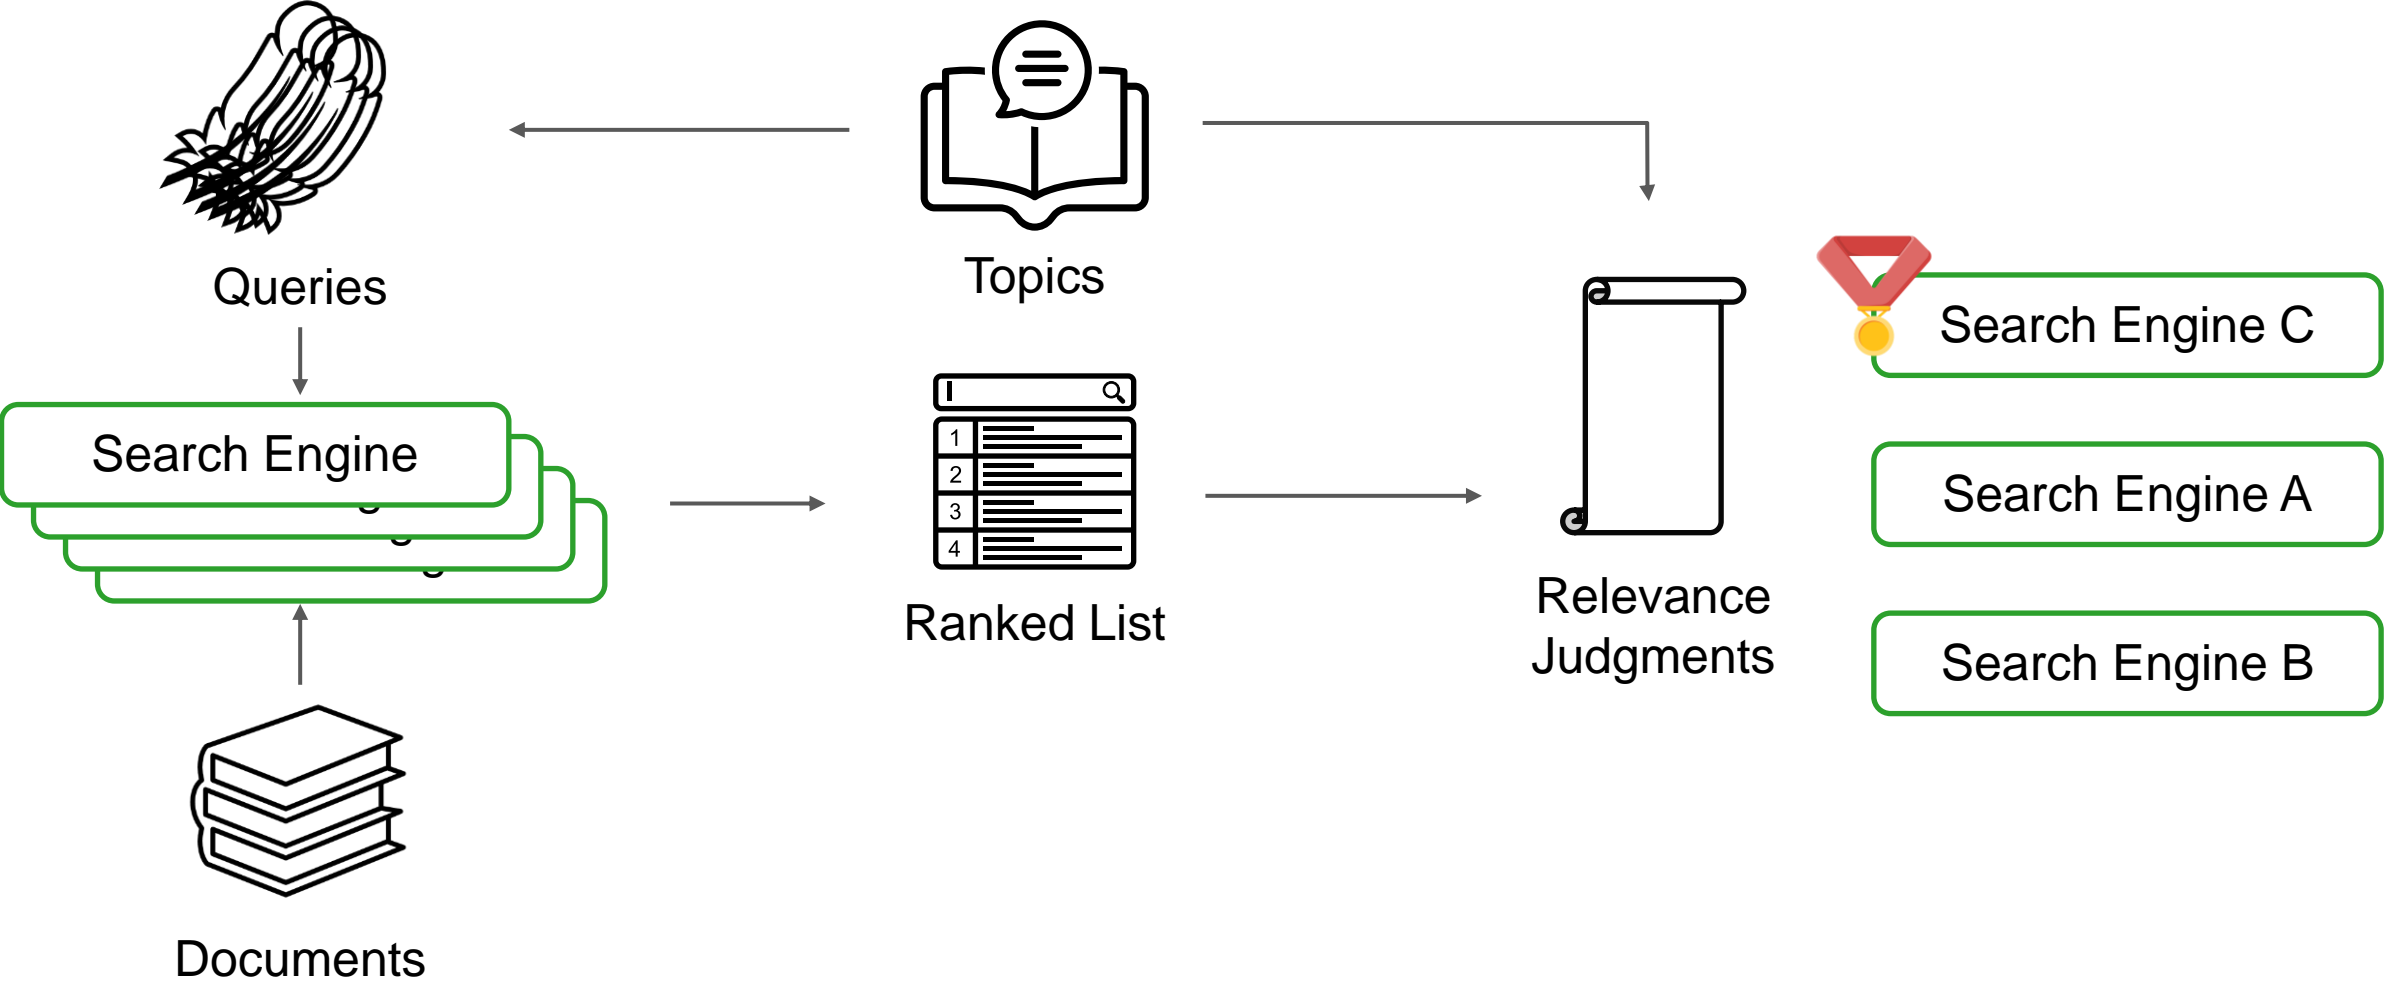 Queries
Topics
Search Engine C
Search Engine
1
2
3
4
Search Engine A
Ranked List
Relevance
Judgments
Search Engine B
Documents